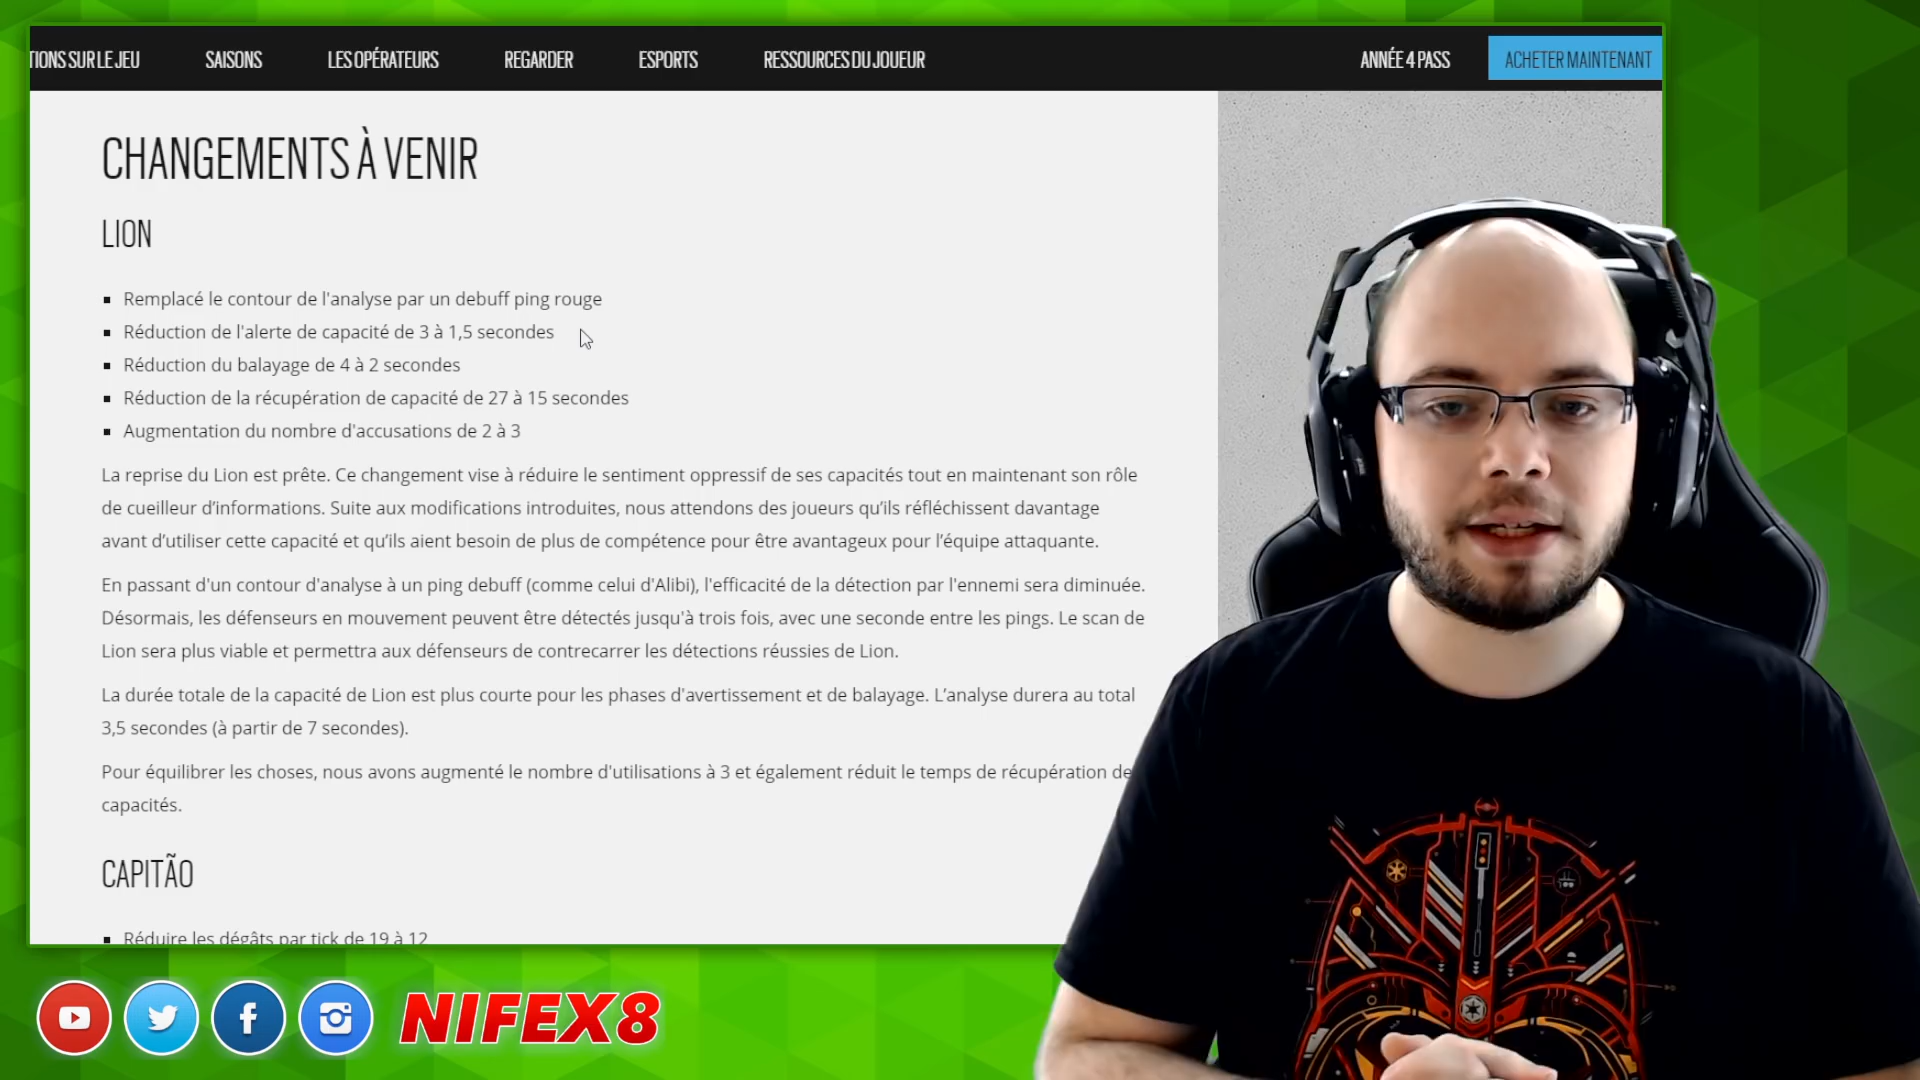 TIONS SUR LE JEU SAISONS LES OPÉRATEURS REGARDER ESPORTS RESSOURCES DU JOUEUR ANNÉE 4 PASS ACHETER MAINTENANT
CHANGEMENTS À VENIR
LION
Remplacé le contour de l'analyse par un debuff ping rouge
Réduction de l'alerte de capacité de 3 à 1,5 secondes
Réduction du balayage de 4 à 2 secondes
Réduction de la récupération de capacité de 27 à 15 secondes
Augmentation du nombre d'accusations de 2 à 3
La reprise du Lion est prête. Ce changement vise à réduire le sentiment oppressif de ses capacités tout en maintenant son rôle
de cueilleur d’informations. Suite aux modifications introduites, nous attendons des joueurs qu’ils réfléchissent davantage
avant d’utiliser cette capacité et qu’ils aient besoin de plus de compétence pour être avantageux pour l’équipe attaquante.
En passant d'un contour d'analyse à un ping debuff (comme celui d'Alibi), l'efficacité de la détection par l'ennemi sera diminuée.
Désormais, les défenseurs en mouvement peuvent être détectés jusqu'à trois fois, avec une seconde entre les pings. Le scan de
Lion sera plus viable et permettra aux défenseurs de contrecarrer les détections réussies de Lion.
La durée totale de la capacité de Lion est plus courte pour les phases d'avertissement et de balayage. L’analyse durera au total
3,5 secondes (à partir de 7 secondes).
Pour équilibrer les choses, nous avons augmenté le nombre d'utilisations à 3 et également réduit le temps de récupération de
capacités.
CAPITÃO
Réduire les dégâts par tick de 19 à 12
NIFEX8